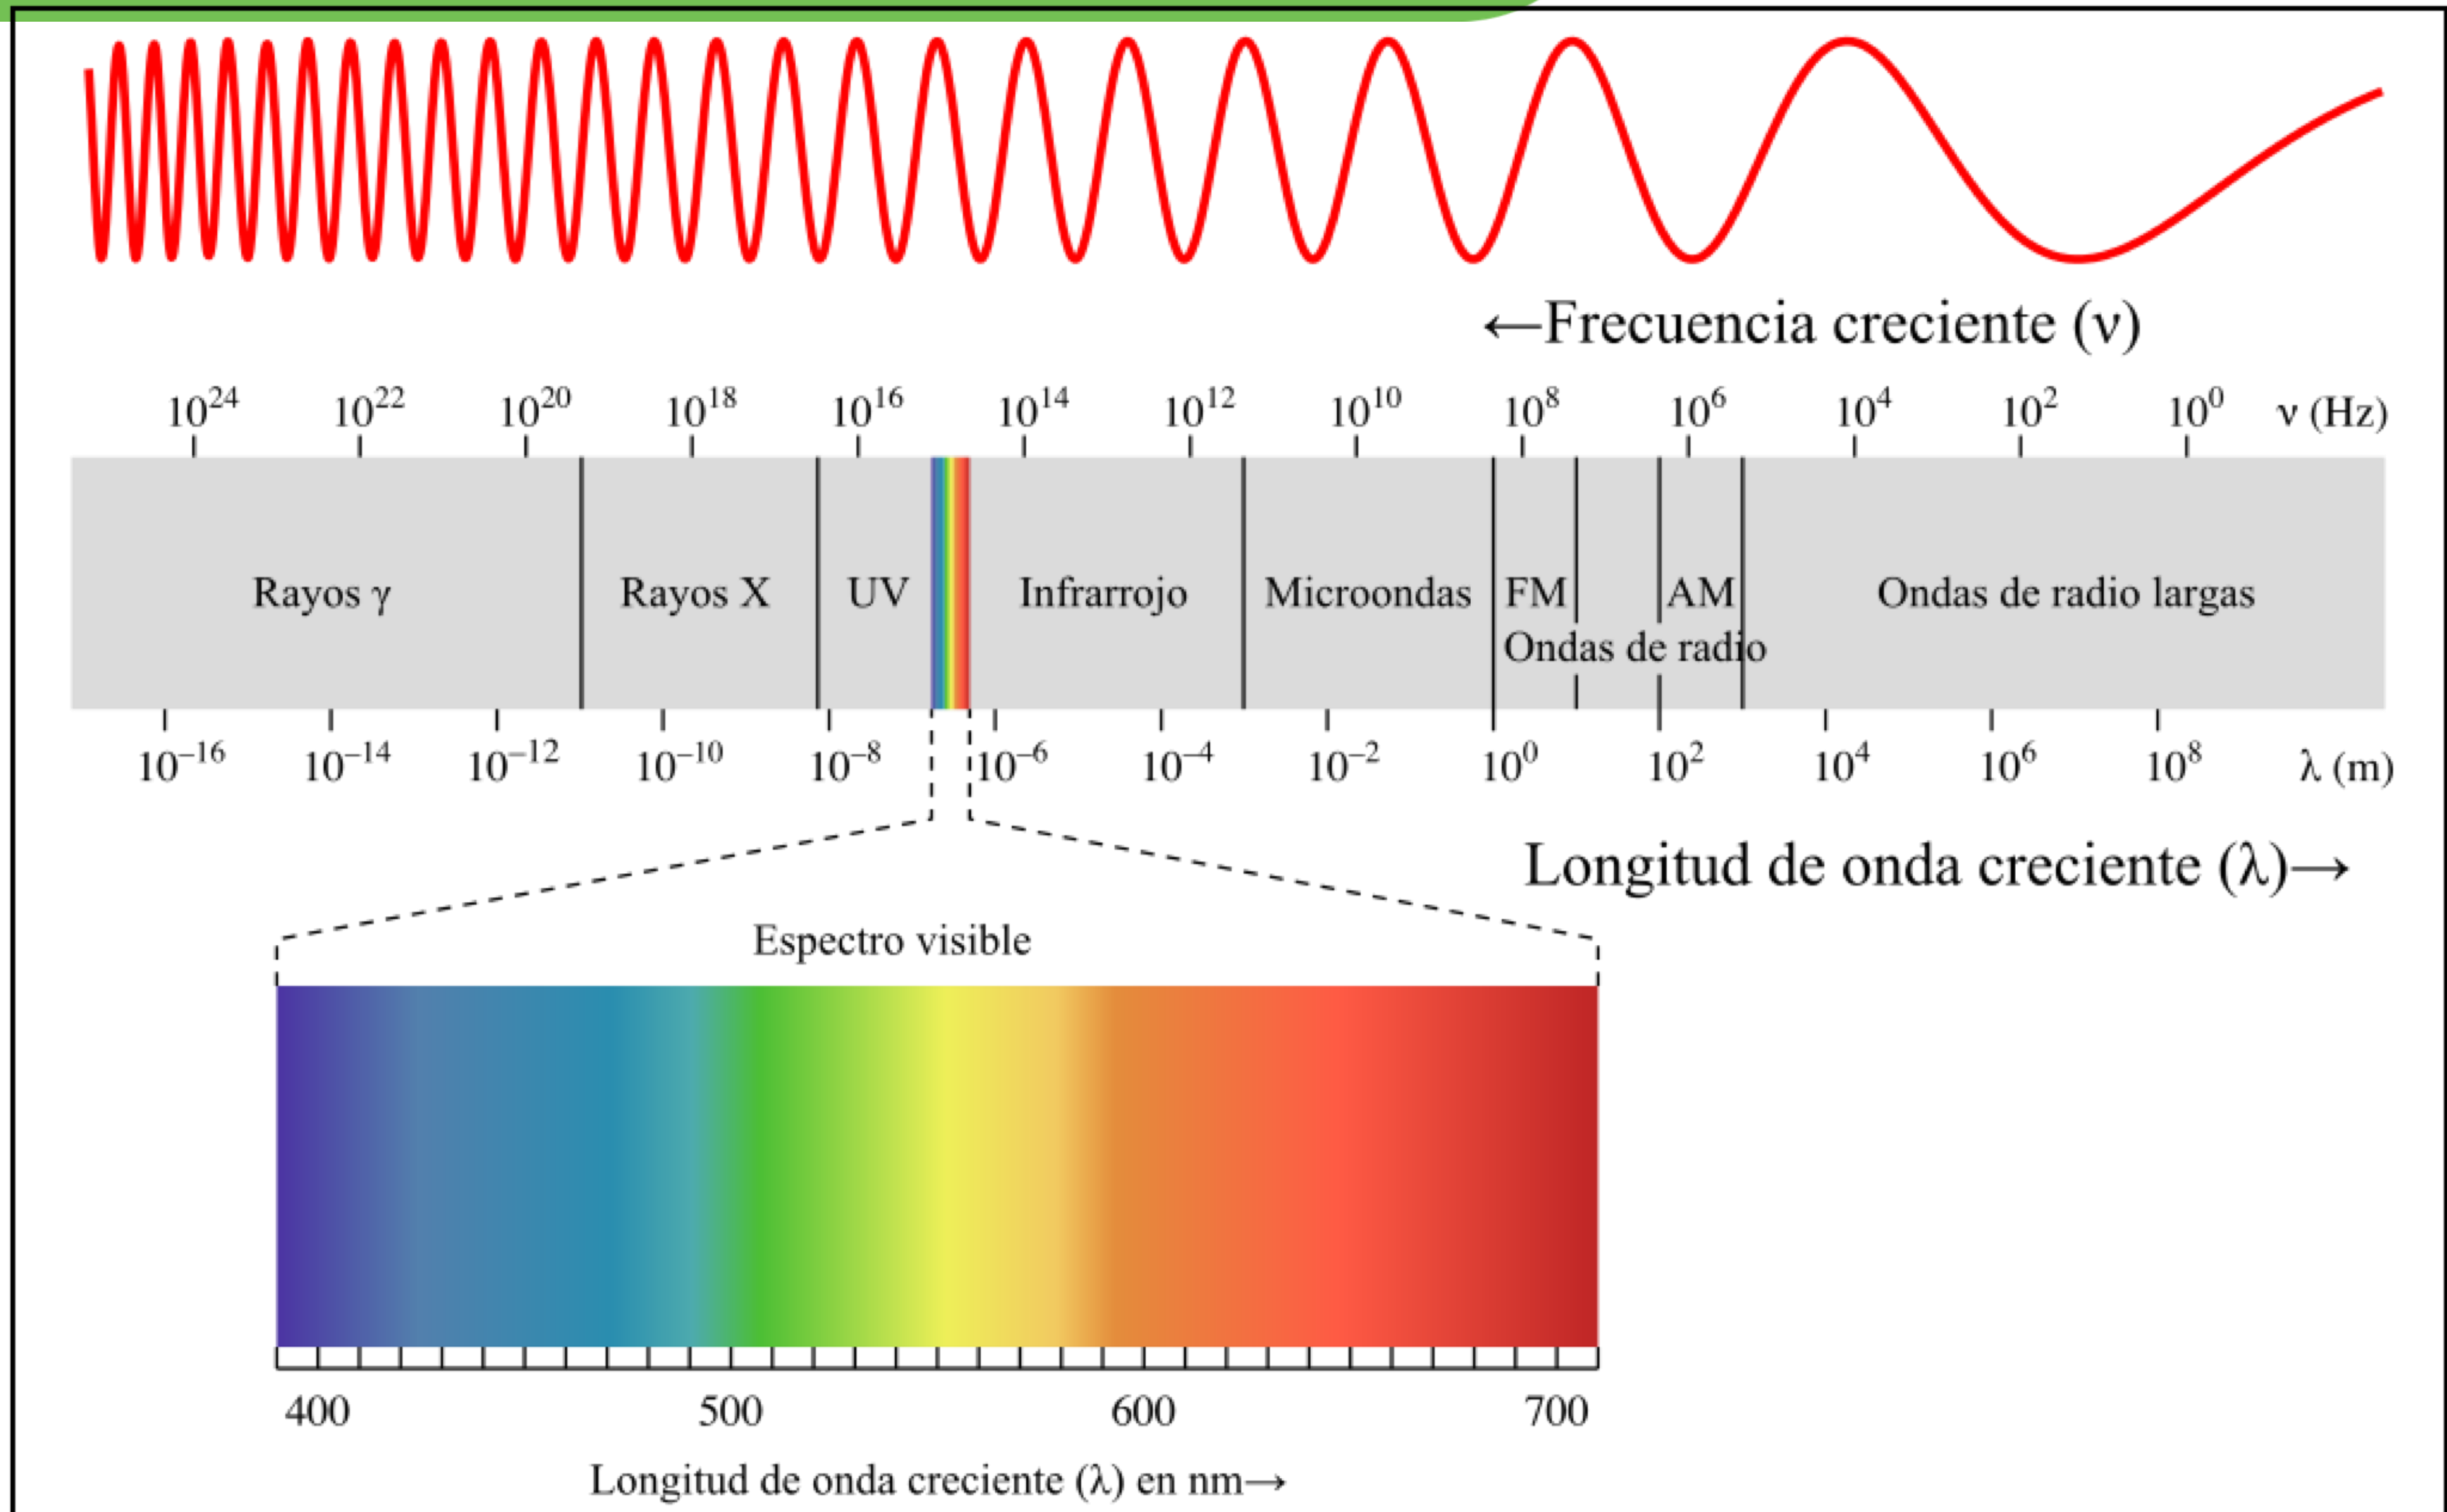 ←Frecuencia creciente (ν)
10²⁴ 10²² 10²⁰ 10¹⁸ 10¹⁶ 10¹⁴ 10¹² 10¹⁰ 10⁸ 10⁶ 10⁴ 10² 10⁰ ν (Hz)
Rayos γ Rayos X UV Infrarrojo Microondas FM AM Ondas de radio largas
Ondas de radio
10⁻¹⁶ 10⁻¹⁴ 10⁻¹² 10⁻¹⁰ 10⁻⁸ 10⁻⁶ 10⁻⁴ 10⁻² 10⁰ 10² 10⁴ 10⁶ 10⁸ λ (m)
Longitud de onda creciente (λ)→
Espectro visible
400 500 600 700
Longitud de onda creciente (λ) en nm→